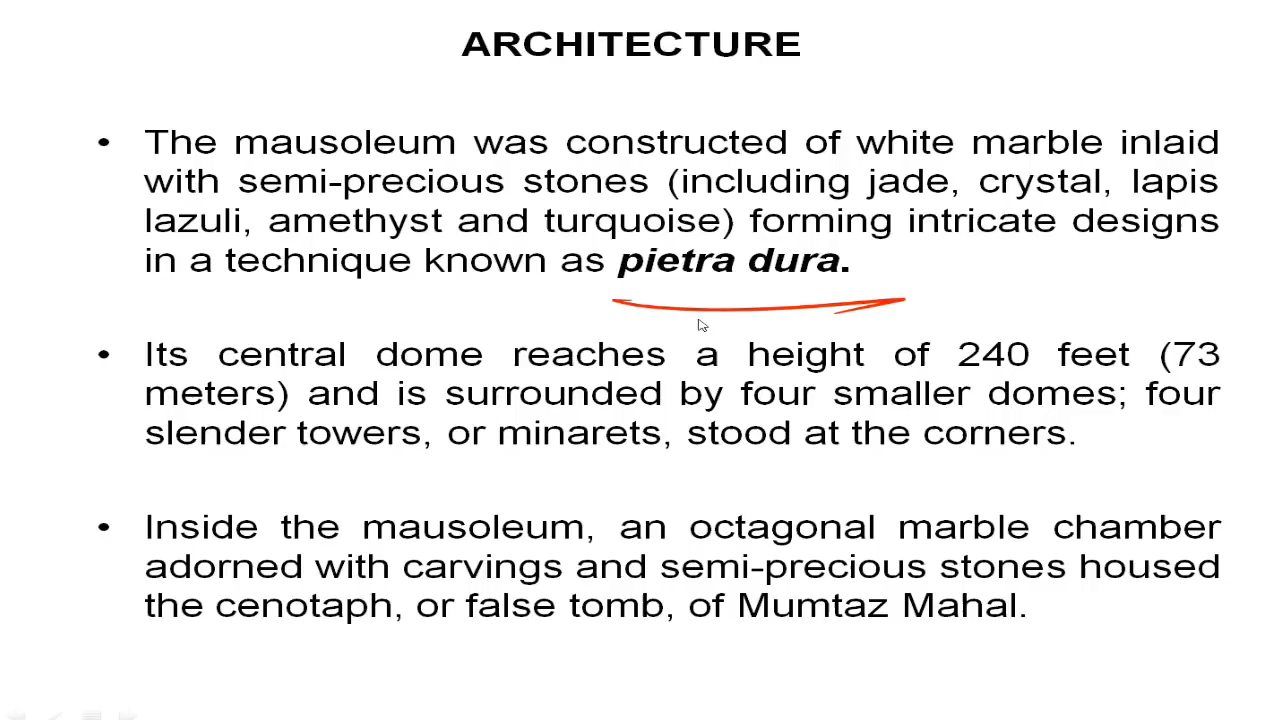 ARCHITECTURE
• The mausoleum was constructed of white marble inlaid
with semi-precious stones (including jade, crystal, lapis
lazuli, amethyst and turquoise) forming intricate designs
in a technique known as pietra dura.
• Its central dome reaches a height of 240 feet (73
meters) and is surrounded by four smaller domes; four
slender towers, or minarets, stood at the corners.
• Inside the mausoleum, an octagonal marble chamber
adorned with carvings and semi-precious stones housed
the cenotaph, or false tomb, of Mumtaz Mahal.